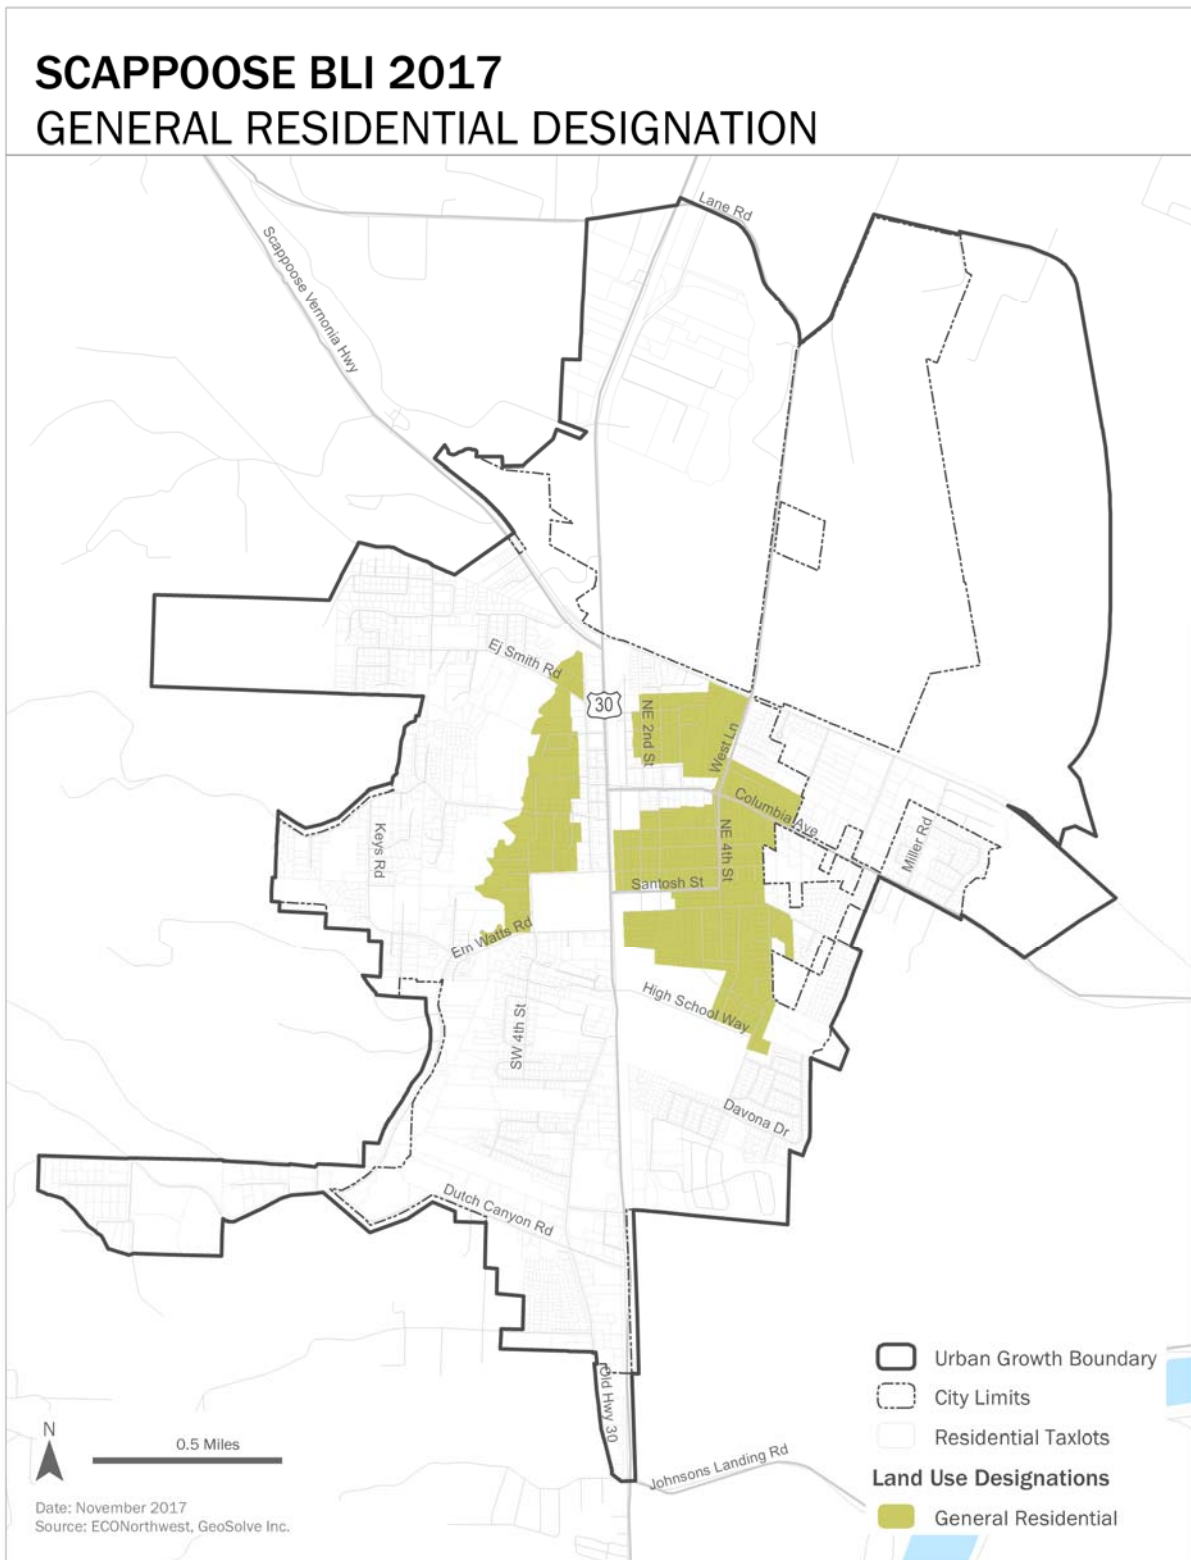 SCAPPOOSE BLI 2017
GENERAL RESIDENTIAL DESIGNATION
Lane Rd
Scappoose Vernonia Hwy
Ej Smith Rd
30
NE 2nd St
West Ln
Columbia Ave
Keys Rd
NE 4th St
Miller Rd
Santosh St
Em Watts Rd
High School Way
SW 4th St
Davona Dr
Dutch Canyon Rd
Old Hwy 30
Johnsons Landing Rd
Urban Growth Boundary
City Limits
Residential Taxlots
Land Use Designations
General Residential
N
0.5 Miles
Date: November 2017
Source: ECONorthwest, GeoSolve Inc.